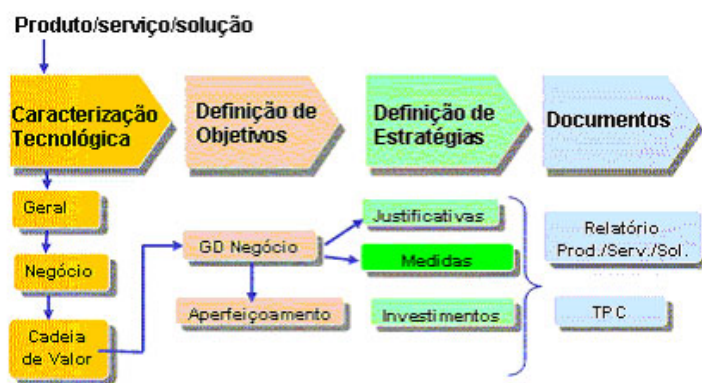 Produto/serviço/solução
Caracterização
Tecnológica
Definição de
Objetivos
Definição de
Estratégias
Documentos
Geral
Negócio
Cadeia
de Valor
GD Negócio
Aperfeiçoamento
Justificativas
Medidas
Investimentos
Relatório
Prod./Serv./Sol.
TPC